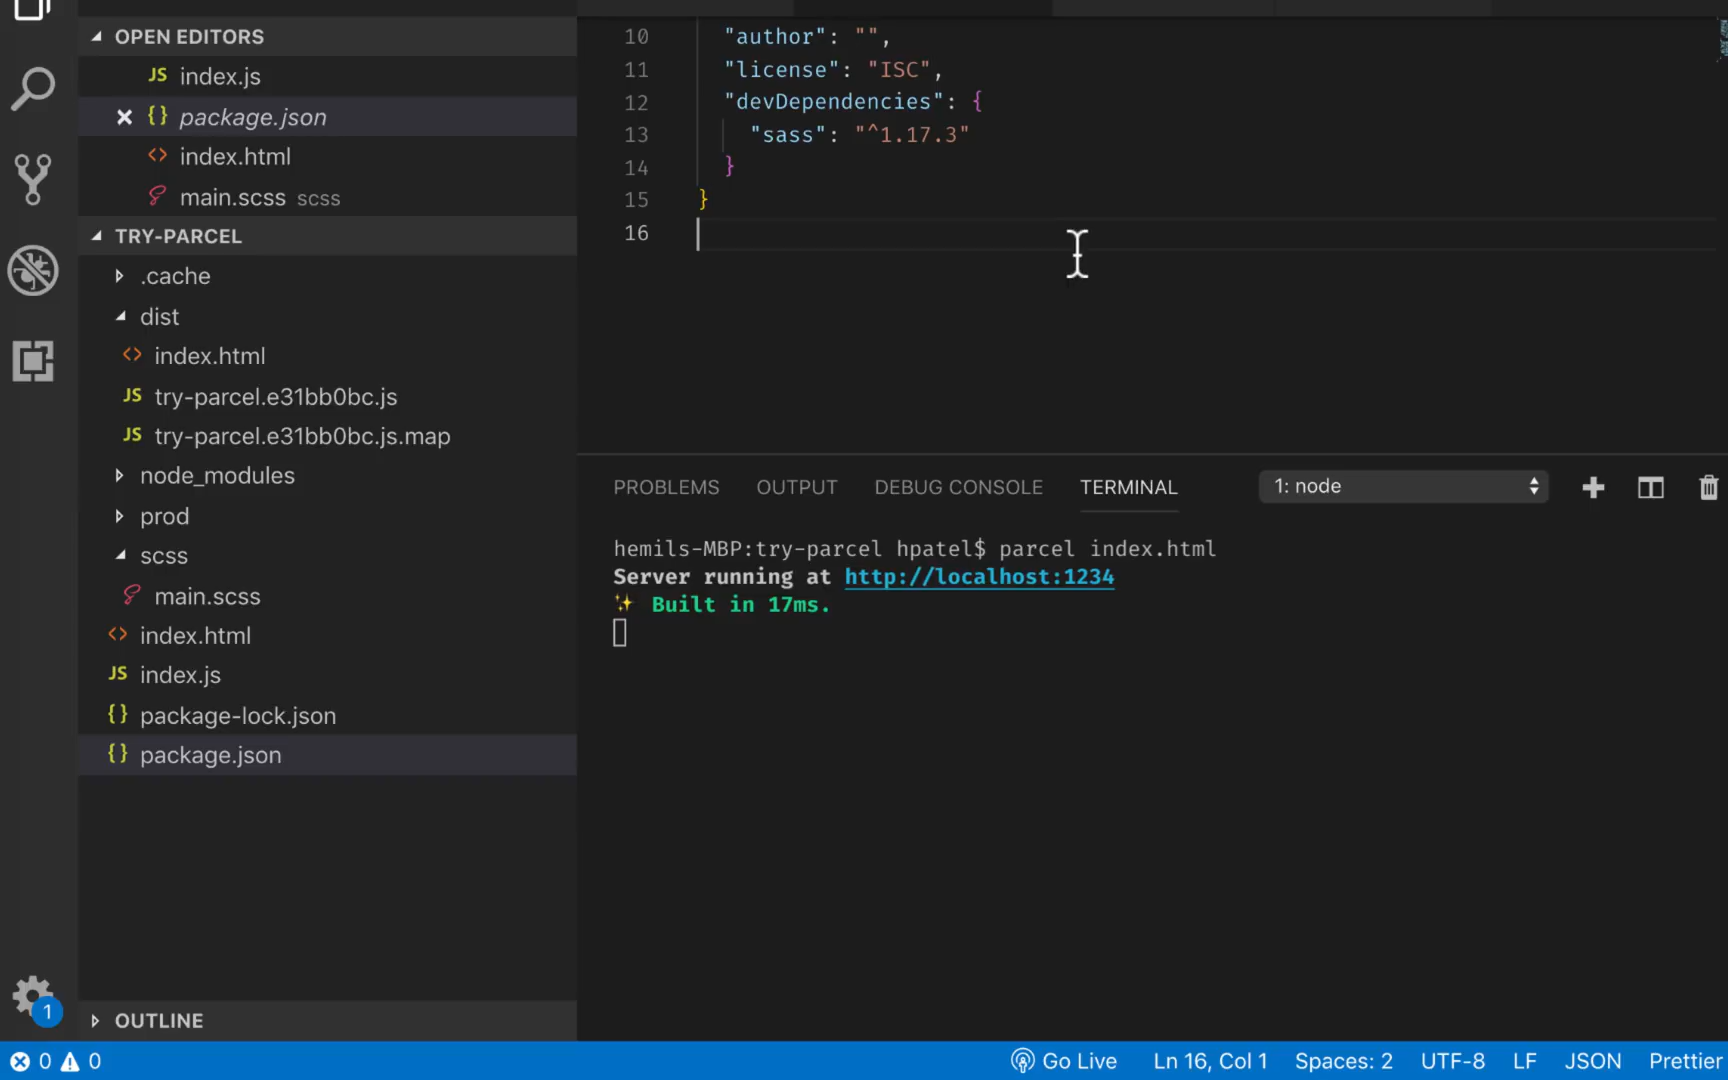 OPEN EDITORS
JS index.js
{} package.json
<> index.html
main.scss scss
TRY-PARCEL
.cache
dist
<> index.html
JS try-parcel.e31bb0bc.js
JS try-parcel.e31bb0bc.js.map
node_modules
prod
scss
main.scss
<> index.html
JS index.js
{} package-lock.json
{} package.json
OUTLINE
1
10 "author": "",
11 "license": "ISC",
12 "devDependencies": {
13 "sass": "^1.17.3"
14 }
15 }
16
PROBLEMS OUTPUT DEBUG CONSOLE TERMINAL 1: node
hemils-MBP:try-parcel hpatel$ parcel index.html
Server running at http://localhost:1234
✨ Built in 17ms.
0 0 Go Live Ln 16, Col 1 Spaces: 2 UTF-8 LF JSON Prettier